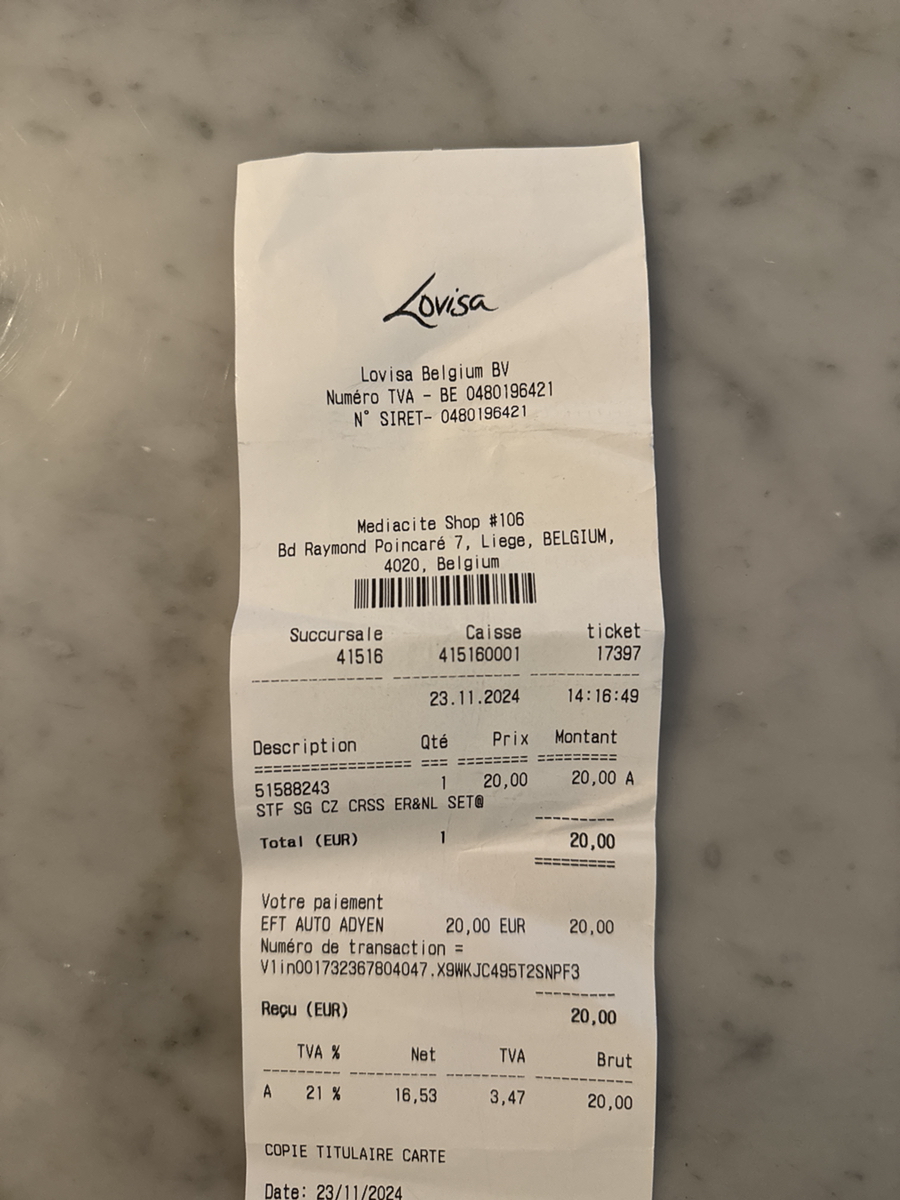 Lovisa
Lovisa Belgium BV
Numéro TVA - BE 0480196421
N° SIRET- 0480196421
Mediacite Shop #106
Bd Raymond Poincaré 7, Liege, BELGIUM,
4020, Belgium
Succursale Caisse ticket
41516 415160001 17397
23.11.2024 14:16:49
Description Qté Prix Montant
51588243 1 20,00 20,00 A
STF SG CZ CRSS ER&NL SET@
Total (EUR) 1 20,00
Votre paiement
EFT AUTO ADYEN 20,00 EUR 20,00
Numéro de transaction =
V1in001732367804047.X9WKJC495T2SNPF3
Reçu (EUR) 20,00
TVA % Net TVA Brut
A 21 % 16,53 3,47 20,00
COPIE TITULAIRE CARTE
Date: 23/11/2024